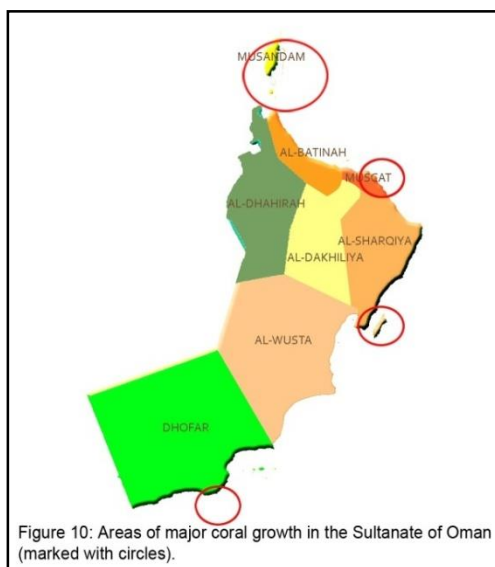 MUSANDAM
AL-BATINAH
MUSCAT
AL-DHAHIRAH
AL-SHARQIYA
AL-DAKHILIYA
AL-WUSTA
DHOFAR
Figure 10: Areas of major coral growth in the Sultanate of Oman
(marked with circles).